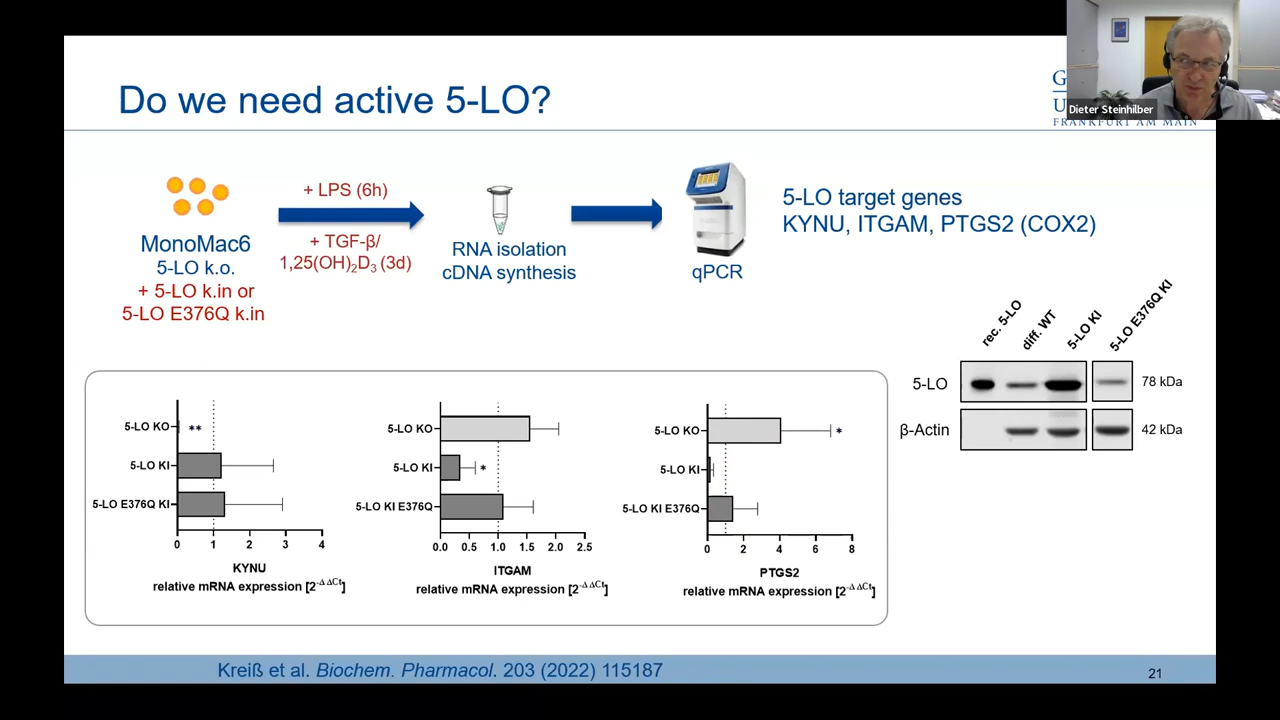 Do we need active 5-LO?
G
U
FRANKFURT AM MAIN
Dieter Steinhilber
MonoMac6
5-LO k.o.
+ 5-LO k.in or
5-LO E376Q k.in
+ LPS (6h)
+ TGF-β/
1,25(OH)₂D₃ (3d)
RNA isolation
cDNA synthesis
qPCR
5-LO target genes
KYNU, ITGAM, PTGS2 (COX2)
rec. 5-LO
diff. WT
5-LO KI
5-LO E376Q KI
5-LO
78 kDa
β-Actin
42 kDa
5-LO KO
**
5-LO KI
5-LO E376Q KI
0 1 2 3 4
KYNU
relative mRNA expression [2^-ΔΔCt]
5-LO KO
5-LO KI
*
5-LO KI E376Q
0.0 0.5 1.0 1.5 2.0 2.5
ITGAM
relative mRNA expression [2^-ΔΔCt]
5-LO KO
*
5-LO KI
5-LO KI E376Q
0 2 4 6 8
PTGS2
relative mRNA expression [2^-ΔΔCt]
Kreiß et al. Biochem. Pharmacol. 203 (2022) 115187
21